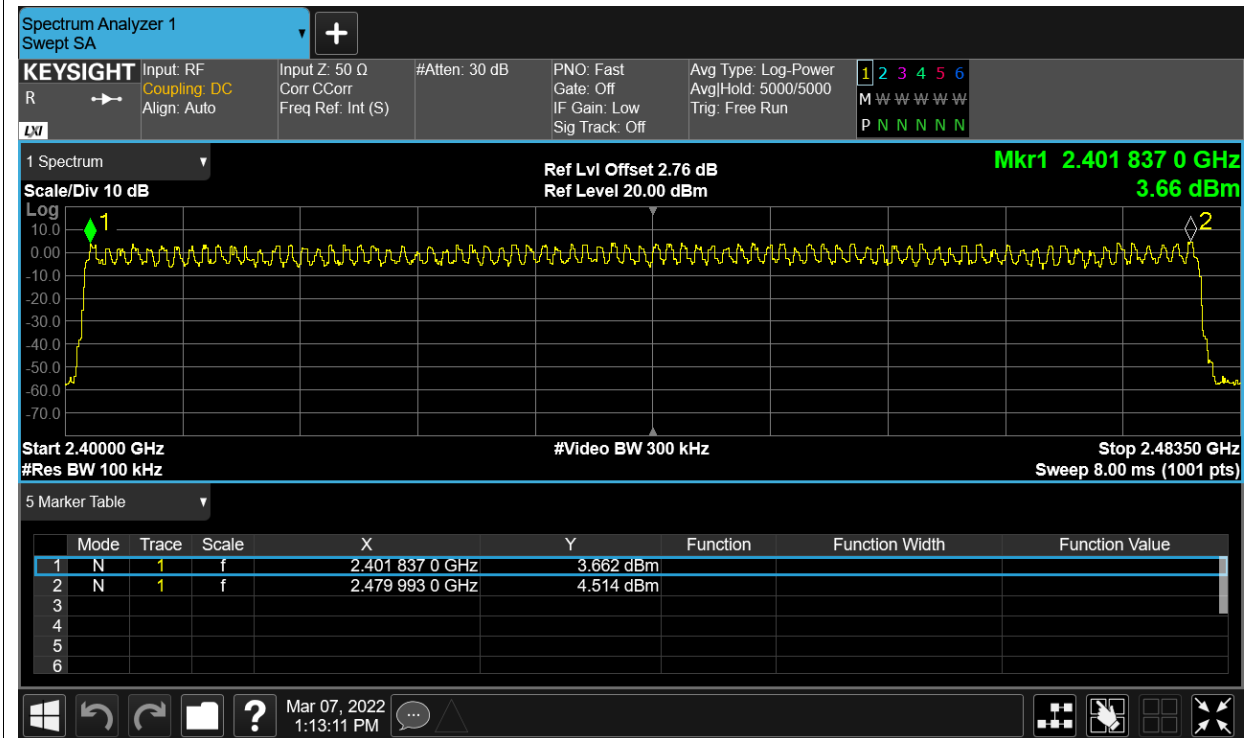 Spectrum Analyzer 1
Swept SA
+
KEYSIGHT
R
LXI
Input: RF
Coupling: DC
Align: Auto
Input Z: 50 Ω
Corr CCorr
Freq Ref: Int (S)
#Atten: 30 dB
PNO: Fast
Gate: Off
IF Gain: Low
Sig Track: Off
Avg Type: Log-Power
Avg|Hold: 5000/5000
Trig: Free Run
1 2 3 4 5 6
M W W W W W
P N N N N N
1 Spectrum
Scale/Div 10 dB
Ref Lvl Offset 2.76 dB
Ref Level 20.00 dBm
Mkr1 2.401 837 0 GHz
3.66 dBm
Log
10.0
0.00
-10.0
-20.0
-30.0
-40.0
-50.0
-60.0
-70.0
1
2
Start 2.40000 GHz
#Res BW 100 kHz
#Video BW 300 kHz
Stop 2.48350 GHz
Sweep 8.00 ms (1001 pts)
5 Marker Table
Mode Trace Scale X Y Function Function Width Function Value
1 N 1 f 2.401 837 0 GHz 3.662 dBm
2 N 1 f 2.479 993 0 GHz 4.514 dBm
3
4
5
6
?
Mar 07, 2022
1:13:11 PM